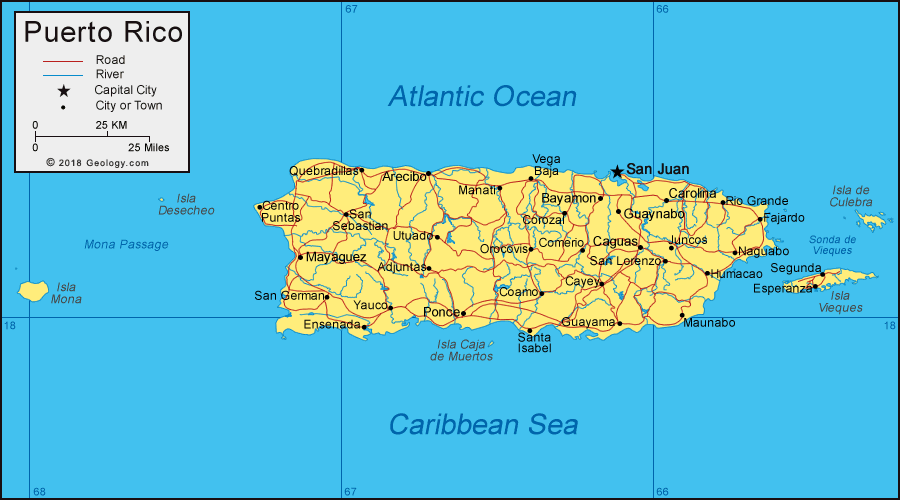 67
66
Puerto Rico
Road
River
Capital City
City or Town
0
25 KM
0
25 Miles
© 2018 Geology.com
Atlantic Ocean
Vega
Baja
San Juan
Quebradillas
Arecibo
Manati
Bayamon
Carolina
Rio Grande
Isla
Desecheo
Isla de
Culebra
Centro
Puntas
San
Sebastian
Corozal
Guaynabo
Fajardo
Utuado
Orocovis
Comerio
Caguas
Juncos
Mona Passage
Sonda de
Vieques
Naguabo
Mayaguez
Adjuntas
San Lorenzo
Humacao
Segunda
Isla
Mona
San German
Yauco
Coamo
Cayey
Esperanza
Isla
Vieques
Ponce
Ensenada
Guayama
Maunabo
18
18
Santa
Isabel
Isla Caja
de Muertos
Caribbean Sea
68
67
66